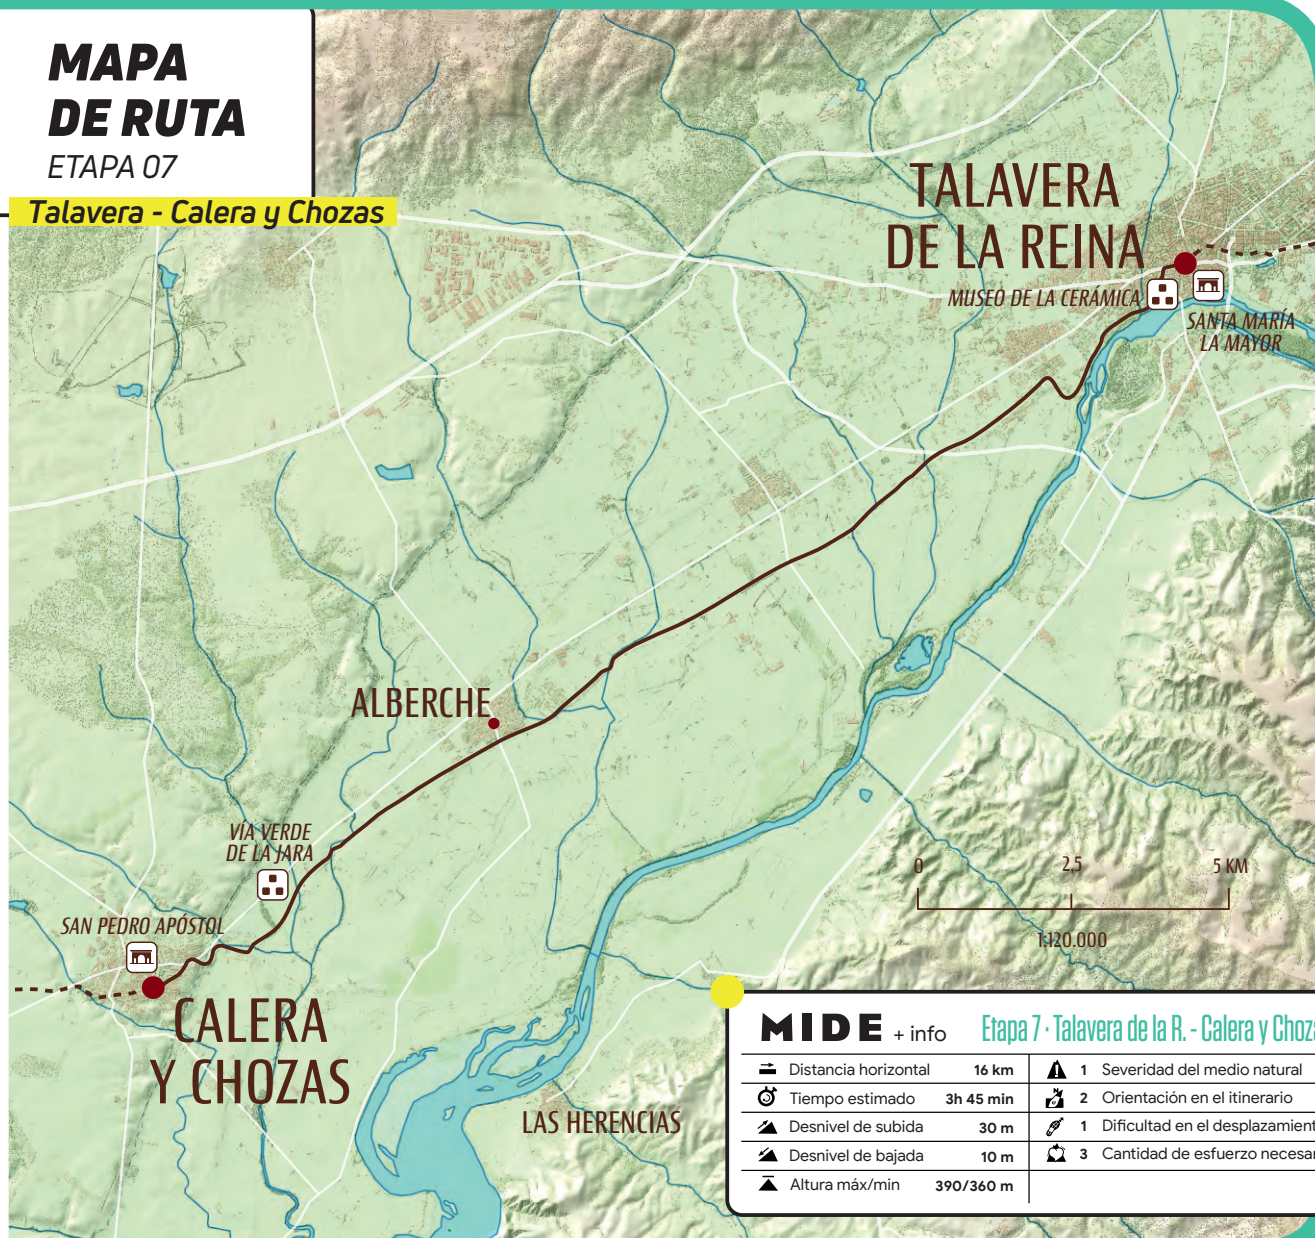 MAPA
DE RUTA
ETAPA 07
Talavera - Calera y Chozas
TALAVERA
DE LA REINA
MUSEO DE LA CERÁMICA
SANTA MARÍA
LA MAYOR
ALBERCHE
VÍA VERDE
DE LA JARA
SAN PEDRO APÓSTOL
CALERA
Y CHOZAS
LAS HERENCIAS
0 2,5 5 KM
1:120.000
MIDE + info Etapa 7 · Talavera de la R. - Calera y Choza
Distancia horizontal 16 km 1 Severidad del medio natural
Tiempo estimado 3h 45 min 2 Orientación en el itinerario
Desnivel de subida 30 m 1 Dificultad en el desplazamient
Desnivel de bajada 10 m 3 Cantidad de esfuerzo necesar
Altura máx/min 390/360 m